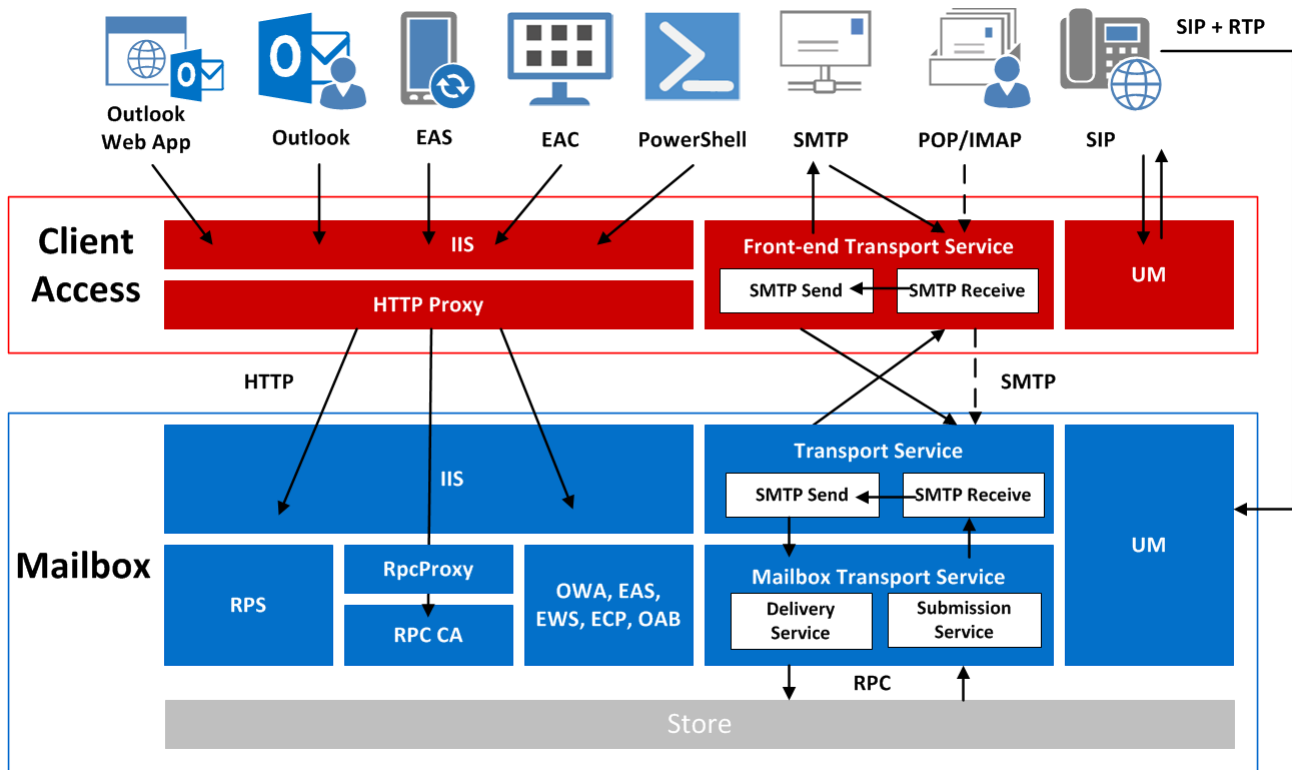 SIP + RTP
Outlook
Web App
Outlook
EAS
EAC
PowerShell
SMTP
POP/IMAP
SIP
Client
Access
IIS
HTTP Proxy
Front-end Transport Service
SMTP Send
SMTP Receive
UM
HTTP
SMTP
Mailbox
IIS
RPS
RpcProxy
RPC CA
OWA, EAS,
EWS, ECP, OAB
Transport Service
SMTP Send
SMTP Receive
Mailbox Transport Service
Delivery
Service
Submission
Service
UM
RPC
Store